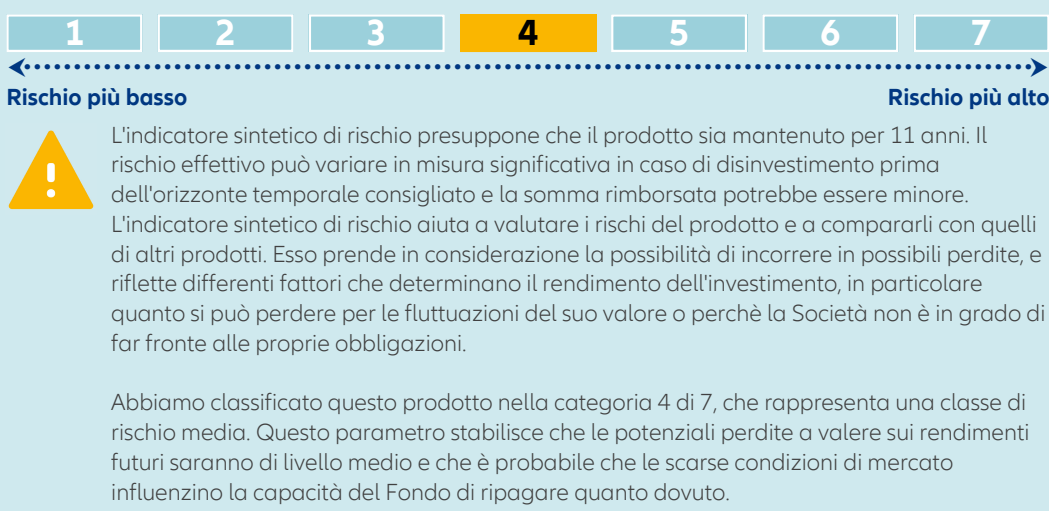 1 2 3 4 5 6 7
Rischio più basso Rischio più alto
L'indicatore sintetico di rischio presuppone che il prodotto sia mantenuto per 11 anni. Il
rischio effettivo può variare in misura significativa in caso di disinvestimento prima
dell'orizzonte temporale consigliato e la somma rimborsata potrebbe essere minore.
L'indicatore sintetico di rischio aiuta a valutare i rischi del prodotto e a compararli con quelli
di altri prodotti. Esso prende in considerazione la possibilità di incorrere in possibili perdite, e
riflette differenti fattori che determinano il rendimento dell'investimento, in particolare
quanto si può perdere per le fluttuazioni del suo valore o perchè la Società non è in grado di
far fronte alle proprie obbligazioni.
Abbiamo classificato questo prodotto nella categoria 4 di 7, che rappresenta una classe di
rischio media. Questo parametro stabilisce che le potenziali perdite a valere sui rendimenti
futuri saranno di livello medio e che è probabile che le scarse condizioni di mercato
influenzino la capacità del Fondo di ripagare quanto dovuto.